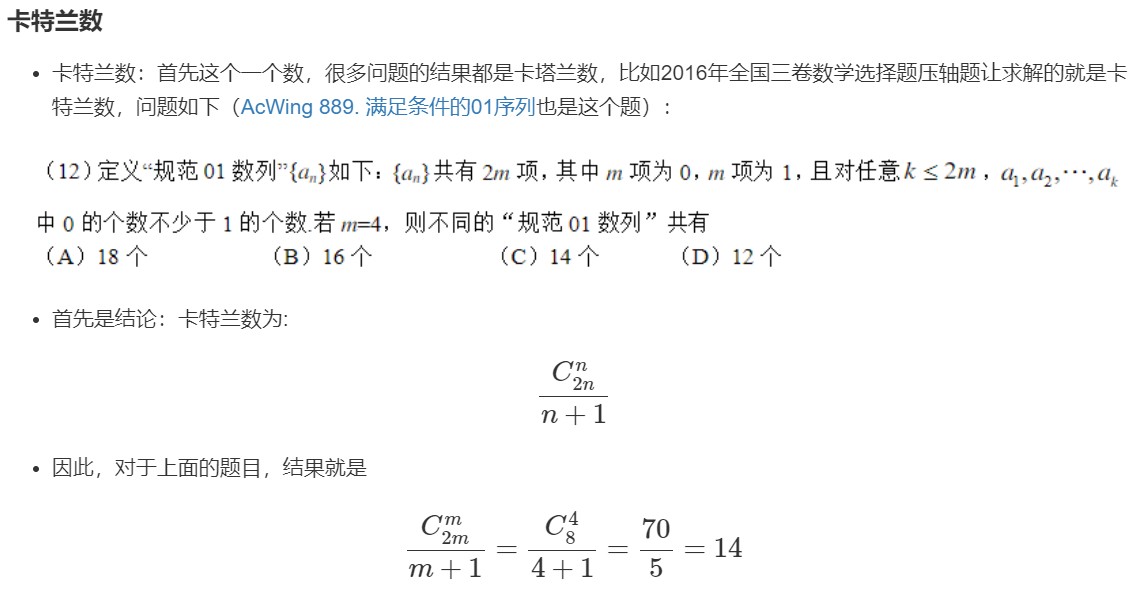 卡特兰数
• 卡特兰数：首先这个一个数，很多问题的结果都是卡塔兰数，比如2016年全国三卷数学选择题压轴题让求解的就是卡
特兰数，问题如下（AcWing 889. 满足条件的01序列也是这个题）：
（12）定义“规范 01 数列”{aₙ}如下：{aₙ}共有 2m 项，其中 m 项为 0，m 项为 1，且对任意 k ≤ 2m，a₁,a₂,⋯,aₖ
中 0 的个数不少于 1 的个数.若 m=4，则不同的“规范 01 数列”共有
（A）18 个 （B）16 个 （C）14 个 （D）12 个
• 首先是结论：卡特兰数为:
\frac{C_{2n}^{n}}{n+1}
• 因此，对于上面的题目，结果就是
\frac{C_{2m}^{m}}{m+1} = \frac{C_{8}^{4}}{4+1} = \frac{70}{5} = 14